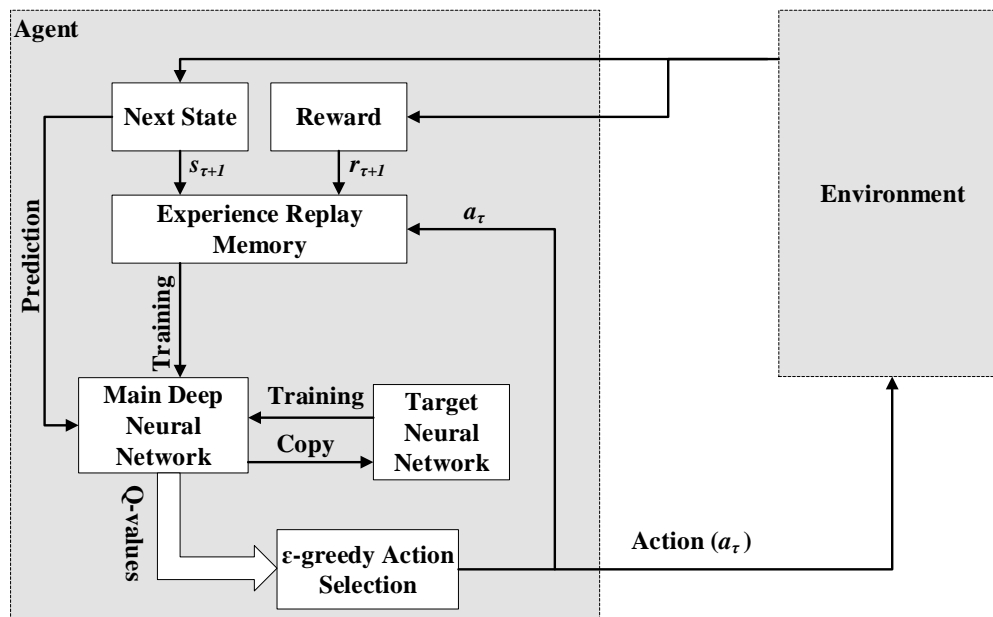 Agent
Next State
Reward
Environment
s_{τ+1}
r_{τ+1}
Experience Replay
Memory
a_τ
Prediction
Training
Main Deep
Neural
Network
Training
Copy
Target
Neural
Network
Q-values
ε-greedy Action
Selection
Action (a_τ)